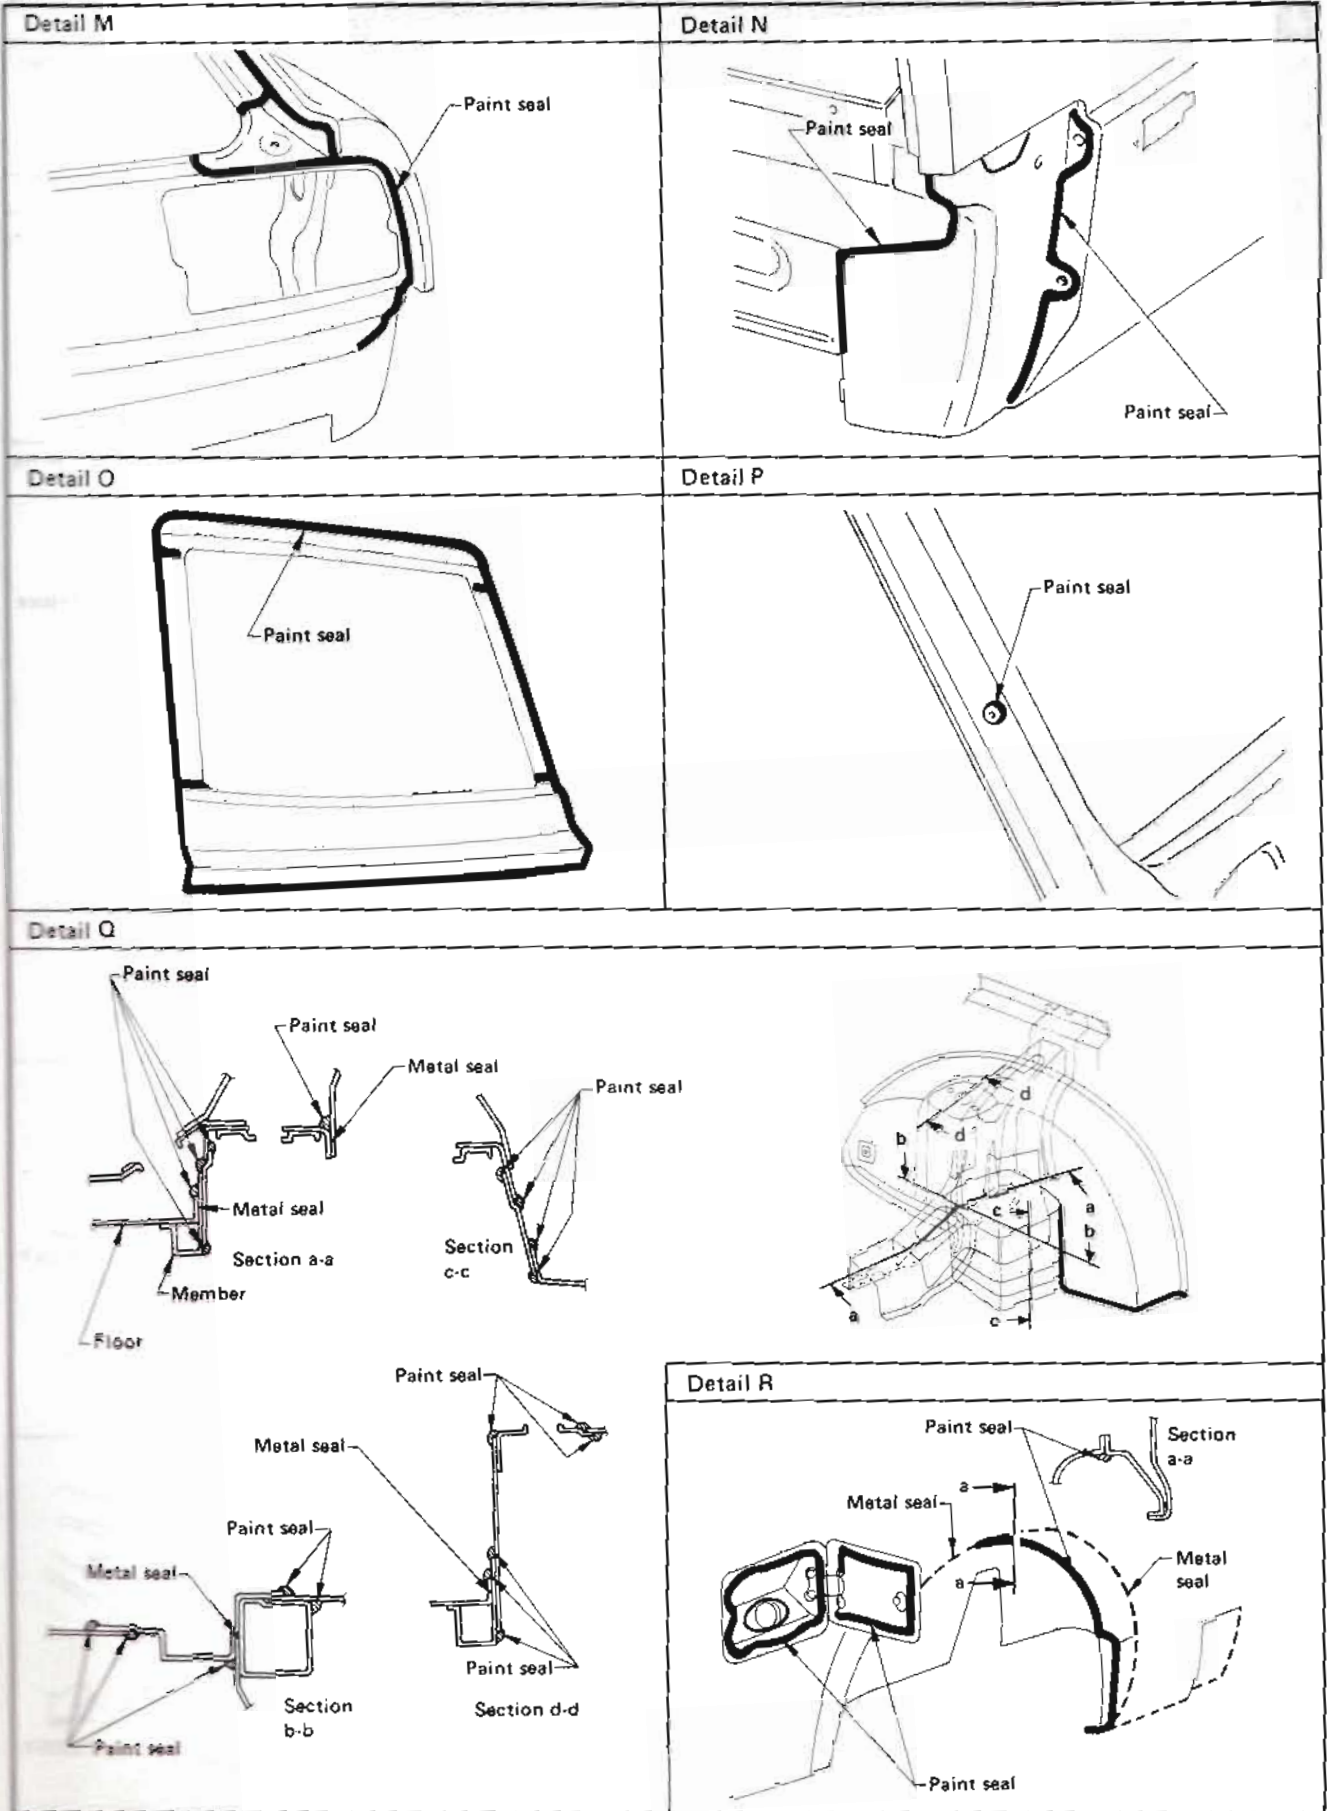 Detail M
Paint seal
Detail N
Paint seal
Paint seal
Detail O
Paint seal
Detail P
Paint seal
Detail Q
Paint seal
Paint seal
Metal seal
Paint seal
Metal seal
Section a-a
Member
Floor
Section
c-c
d
d
b
a
c
b
a
c
Paint seal
Metal seal
Paint seal
Metal seal
Section
b-b
Paint seal
Paint seal
Section d-d
Detail R
Paint seal
Section
a-a
a
Metal seal
Metal
seal
a
Paint seal